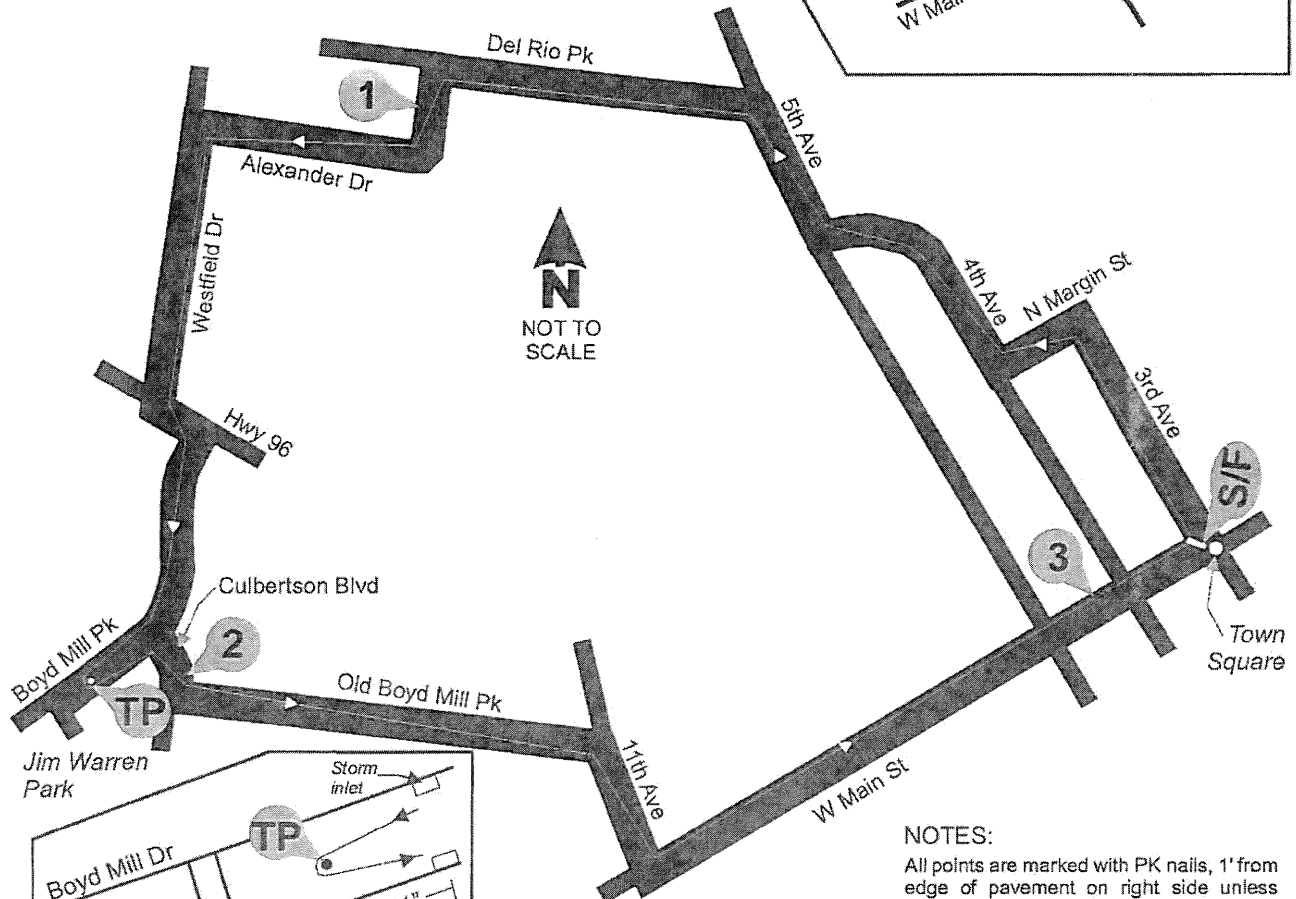 W Mai
Del Rio Pk
1
5th Ave
Alexander Dr
Westfield Dr
N
NOT TO
SCALE
4th Ave
N Margin St
3rd Ave
Hwy 96
S/F
3
Culbertson Blvd
2
Boyd Mill Pk
TP
Town
Square
Old Boyd Mill Pk
Jim Warren
Park
11th Ave
W Main St
Storm
inlet
TP
Boyd Mill Dr
NOTES:
All points are marked with PK nails, 1' from
edge of pavement on right side unless